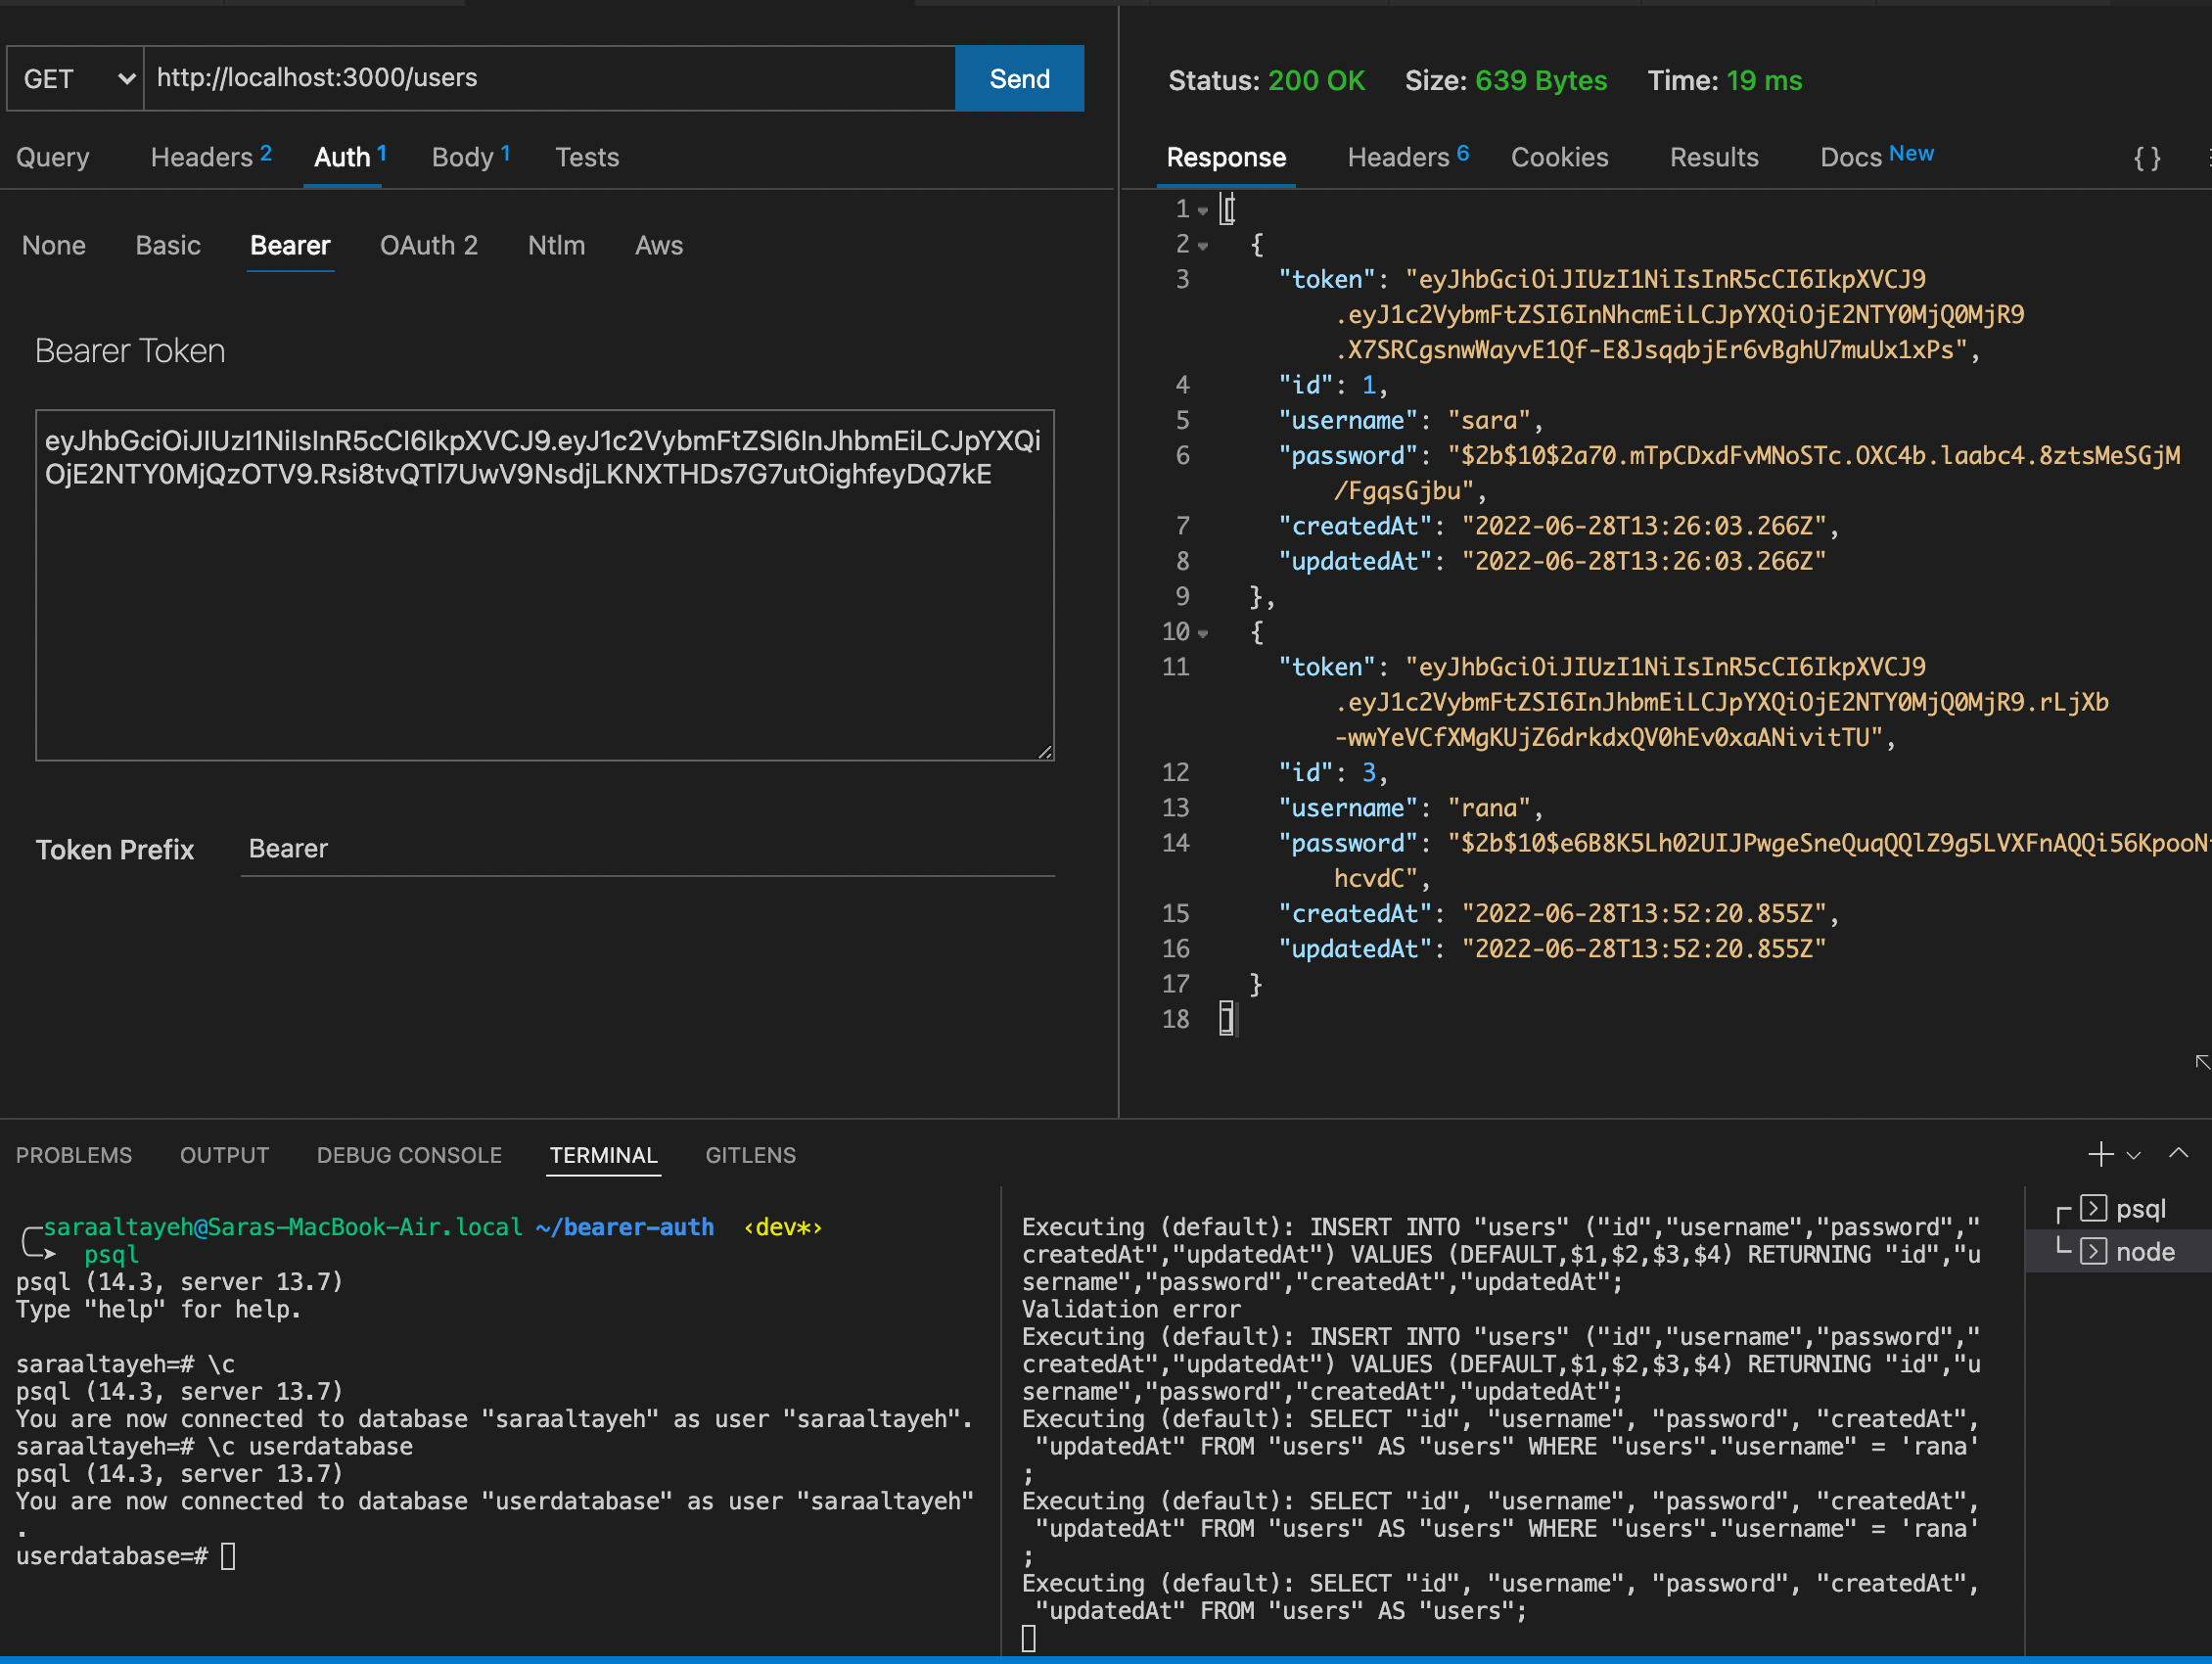 GET http://localhost:3000/users Send
Query Headers 2 Auth 1 Body 1 Tests
None Basic Bearer OAuth 2 Ntlm Aws
Bearer Token
eyJhbGciOiJIUzI1NiIsInR5cCI6IkpXVCJ9.eyJ1c2VybmFtZSI6InJhbmEiLCJpYXQi
OjE2NTY0MjQzOTV9.Rsi8tvQTl7UwV9NsdjLKNXTHDs7G7utOighfeyDQ7kE
Token Prefix Bearer
Status: 200 OK Size: 639 Bytes Time: 19 ms
Response Headers 6 Cookies Results Docs New { }
1 [
2 {
3 "token": "eyJhbGciOiJIUzI1NiIsInR5cCI6IkpXVCJ9
.eyJ1c2VybmFtZSI6InNhcmEiLCJpYXQiOjE2NTY0MjQ0MjR9
.X7SRCgsnwWayvE1Qf-E8JsqqbjEr6vBghU7muUx1xPs",
4 "id": 1,
5 "username": "sara",
6 "password": "$2b$10$2a70.mTpCDxdFvMNoSTc.OXC4b.laabc4.8ztsMeSGjM
/FgqsGjbu",
7 "createdAt": "2022-06-28T13:26:03.266Z",
8 "updatedAt": "2022-06-28T13:26:03.266Z"
9 },
10 {
11 "token": "eyJhbGciOiJIUzI1NiIsInR5cCI6IkpXVCJ9
.eyJ1c2VybmFtZSI6InJhbmEiLCJpYXQiOjE2NTY0MjQ0MjR9.rLjXb
-wwYeVCfXMgKUjZ6drkdxQV0hEv0xaANivitTU",
12 "id": 3,
13 "username": "rana",
14 "password": "$2b$10$e6B8K5Lh02UIJPwgeSneQuqQQlZ9g5LVXFnAQQi56KpooN
hcvdC",
15 "createdAt": "2022-06-28T13:52:20.855Z",
16 "updatedAt": "2022-06-28T13:52:20.855Z"
17 }
18 ]
PROBLEMS OUTPUT DEBUG CONSOLE TERMINAL GITLENS
saraaltayeh@Saras-MacBook-Air.local ~/bearer-auth ‹dev*›
psql
psql (14.3, server 13.7)
Type "help" for help.
saraaltayeh=# \c
psql (14.3, server 13.7)
You are now connected to database "saraaltayeh" as user "saraaltayeh".
saraaltayeh=# \c userdatabase
psql (14.3, server 13.7)
You are now connected to database "userdatabase" as user "saraaltayeh"
.
userdatabase=#
Executing (default): INSERT INTO "users" ("id","username","password","
createdAt","updatedAt") VALUES (DEFAULT,$1,$2,$3,$4) RETURNING "id","u
sername","password","createdAt","updatedAt";
Validation error
Executing (default): INSERT INTO "users" ("id","username","password","
createdAt","updatedAt") VALUES (DEFAULT,$1,$2,$3,$4) RETURNING "id","u
sername","password","createdAt","updatedAt";
Executing (default): SELECT "id", "username", "password", "createdAt",
"updatedAt" FROM "users" AS "users" WHERE "users"."username" = 'rana'
;
Executing (default): SELECT "id", "username", "password", "createdAt",
"updatedAt" FROM "users" AS "users" WHERE "users"."username" = 'rana'
;
Executing (default): SELECT "id", "username", "password", "createdAt",
"updatedAt" FROM "users" AS "users";
psql
node